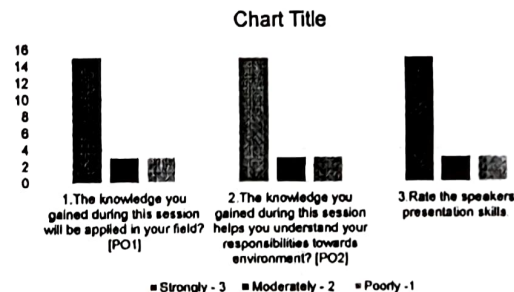 Chart Title
16
14
12
10
8
6
4
2
0
1.The knowledge you
gained during this session
will be applied in your field?
[PO1]
2.The knowledge you
gained during this session
helps you understand your
responsibilities towards
environment? [PO2]
3.Rate the speakers
presentation skills.
Strongly - 3 Moderately - 2 Poorly -1